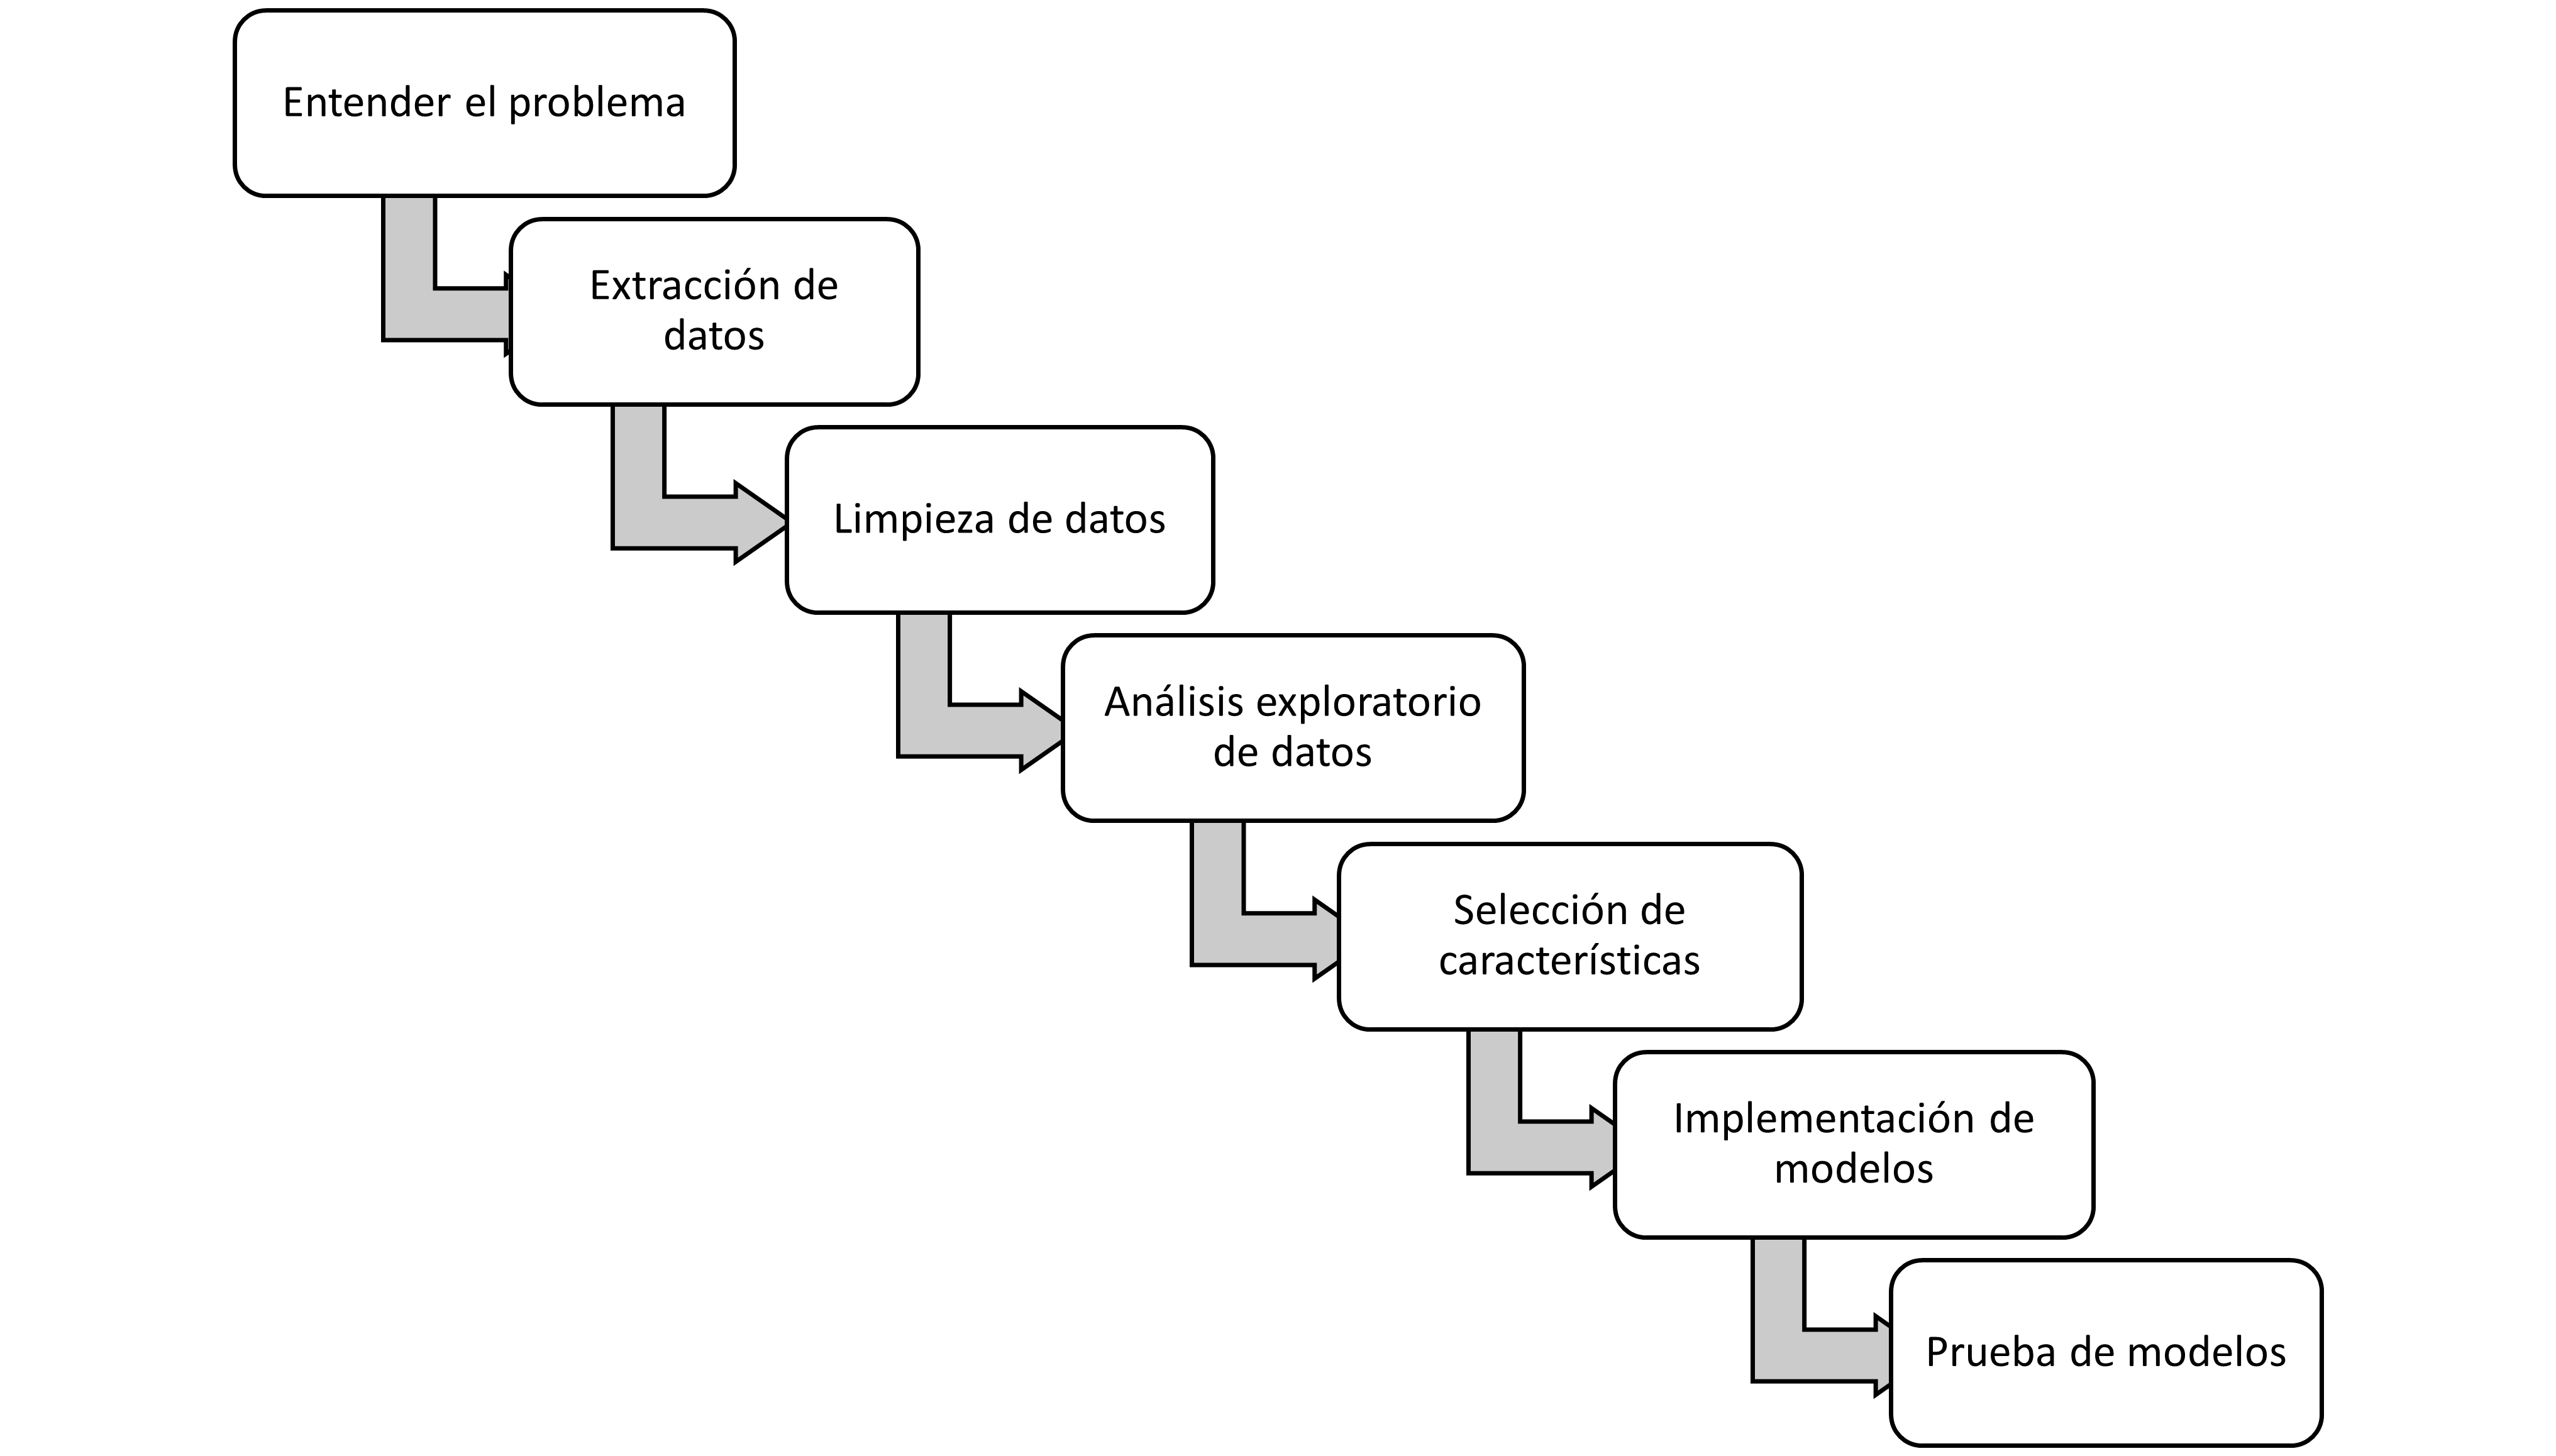 Entender el problema
Extracción de
datos
Limpieza de datos
Análisis exploratorio
de datos
Selección de
características
Implementación de
modelos
Prueba de modelos